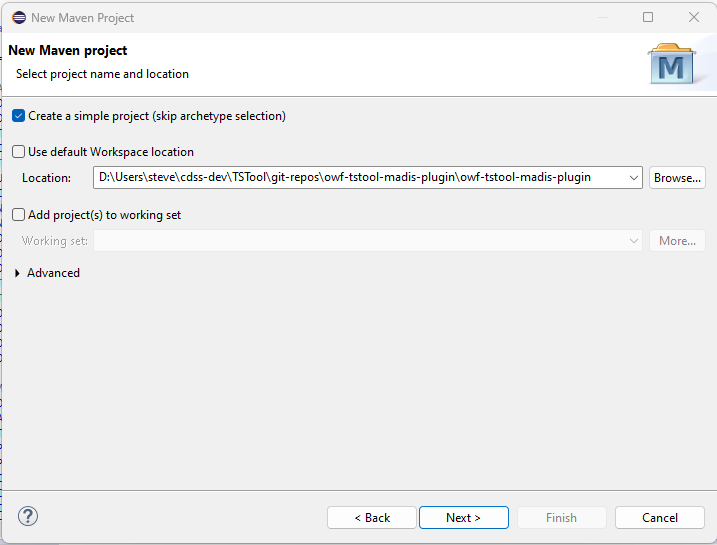 New Maven Project
New Maven project
Select project name and location
M
Create a simple project (skip archetype selection)
Use default Workspace location
Location: D:\Users\steve\cdss-dev\TSTool\git-repos\owf-tstool-madis-plugin\owf-tstool-madis-plugin Browse...
Add project(s) to working set
Working set: More...
Advanced
? < Back Next > Finish Cancel